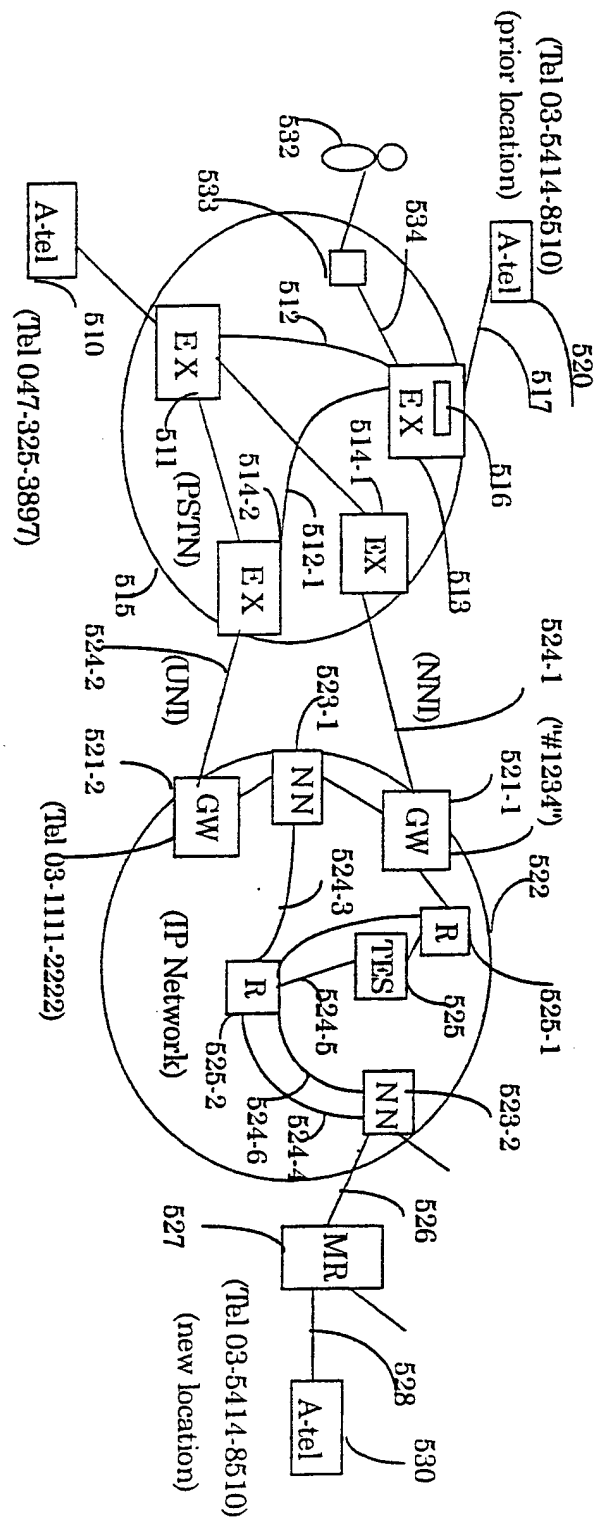 (Tel 03-5414-8510)
(prior location)
A-tel
520
517
532
533
534
EX
516
513
512
A-tel
510
(Tel 047-325-3897)
EX
511
514-1
EX
(PSTN)
514-2
512-1
EX
515
524-1
(NNI)
524-2
(UNI)
("#1234")
521-1
GW
523-1
NN
521-2
GW
(Tel 03-1111-2222)
522
R
525-1
TES
525
524-3
(IP Network)
R
524-5
525-2
524-6
524-4
NN
523-2
526
527
MR
528
A-tel
530
(Tel 03-5414-8510)
(new location)